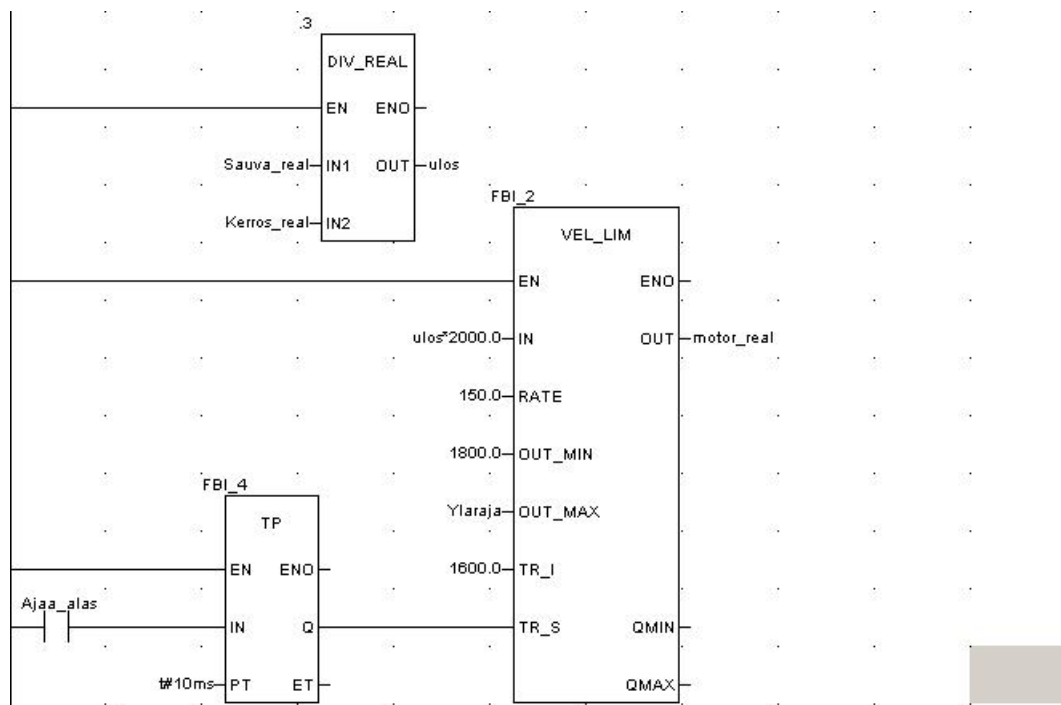 .3
DIV_REAL
EN ENO
Sauva_real IN1 OUT ulos
Kerros_real IN2
FBI_2
VEL_LIM
EN ENO
ulos*2000.0 IN OUT motor_real
150.0 RATE
1800.0 OUT_MIN
Ylaraja OUT_MAX
1600.0 TR_I
TR_S QMIN
QMAX
FBI_4
TP
EN ENO
Ajaa_alas
IN Q
t#10ms PT ET